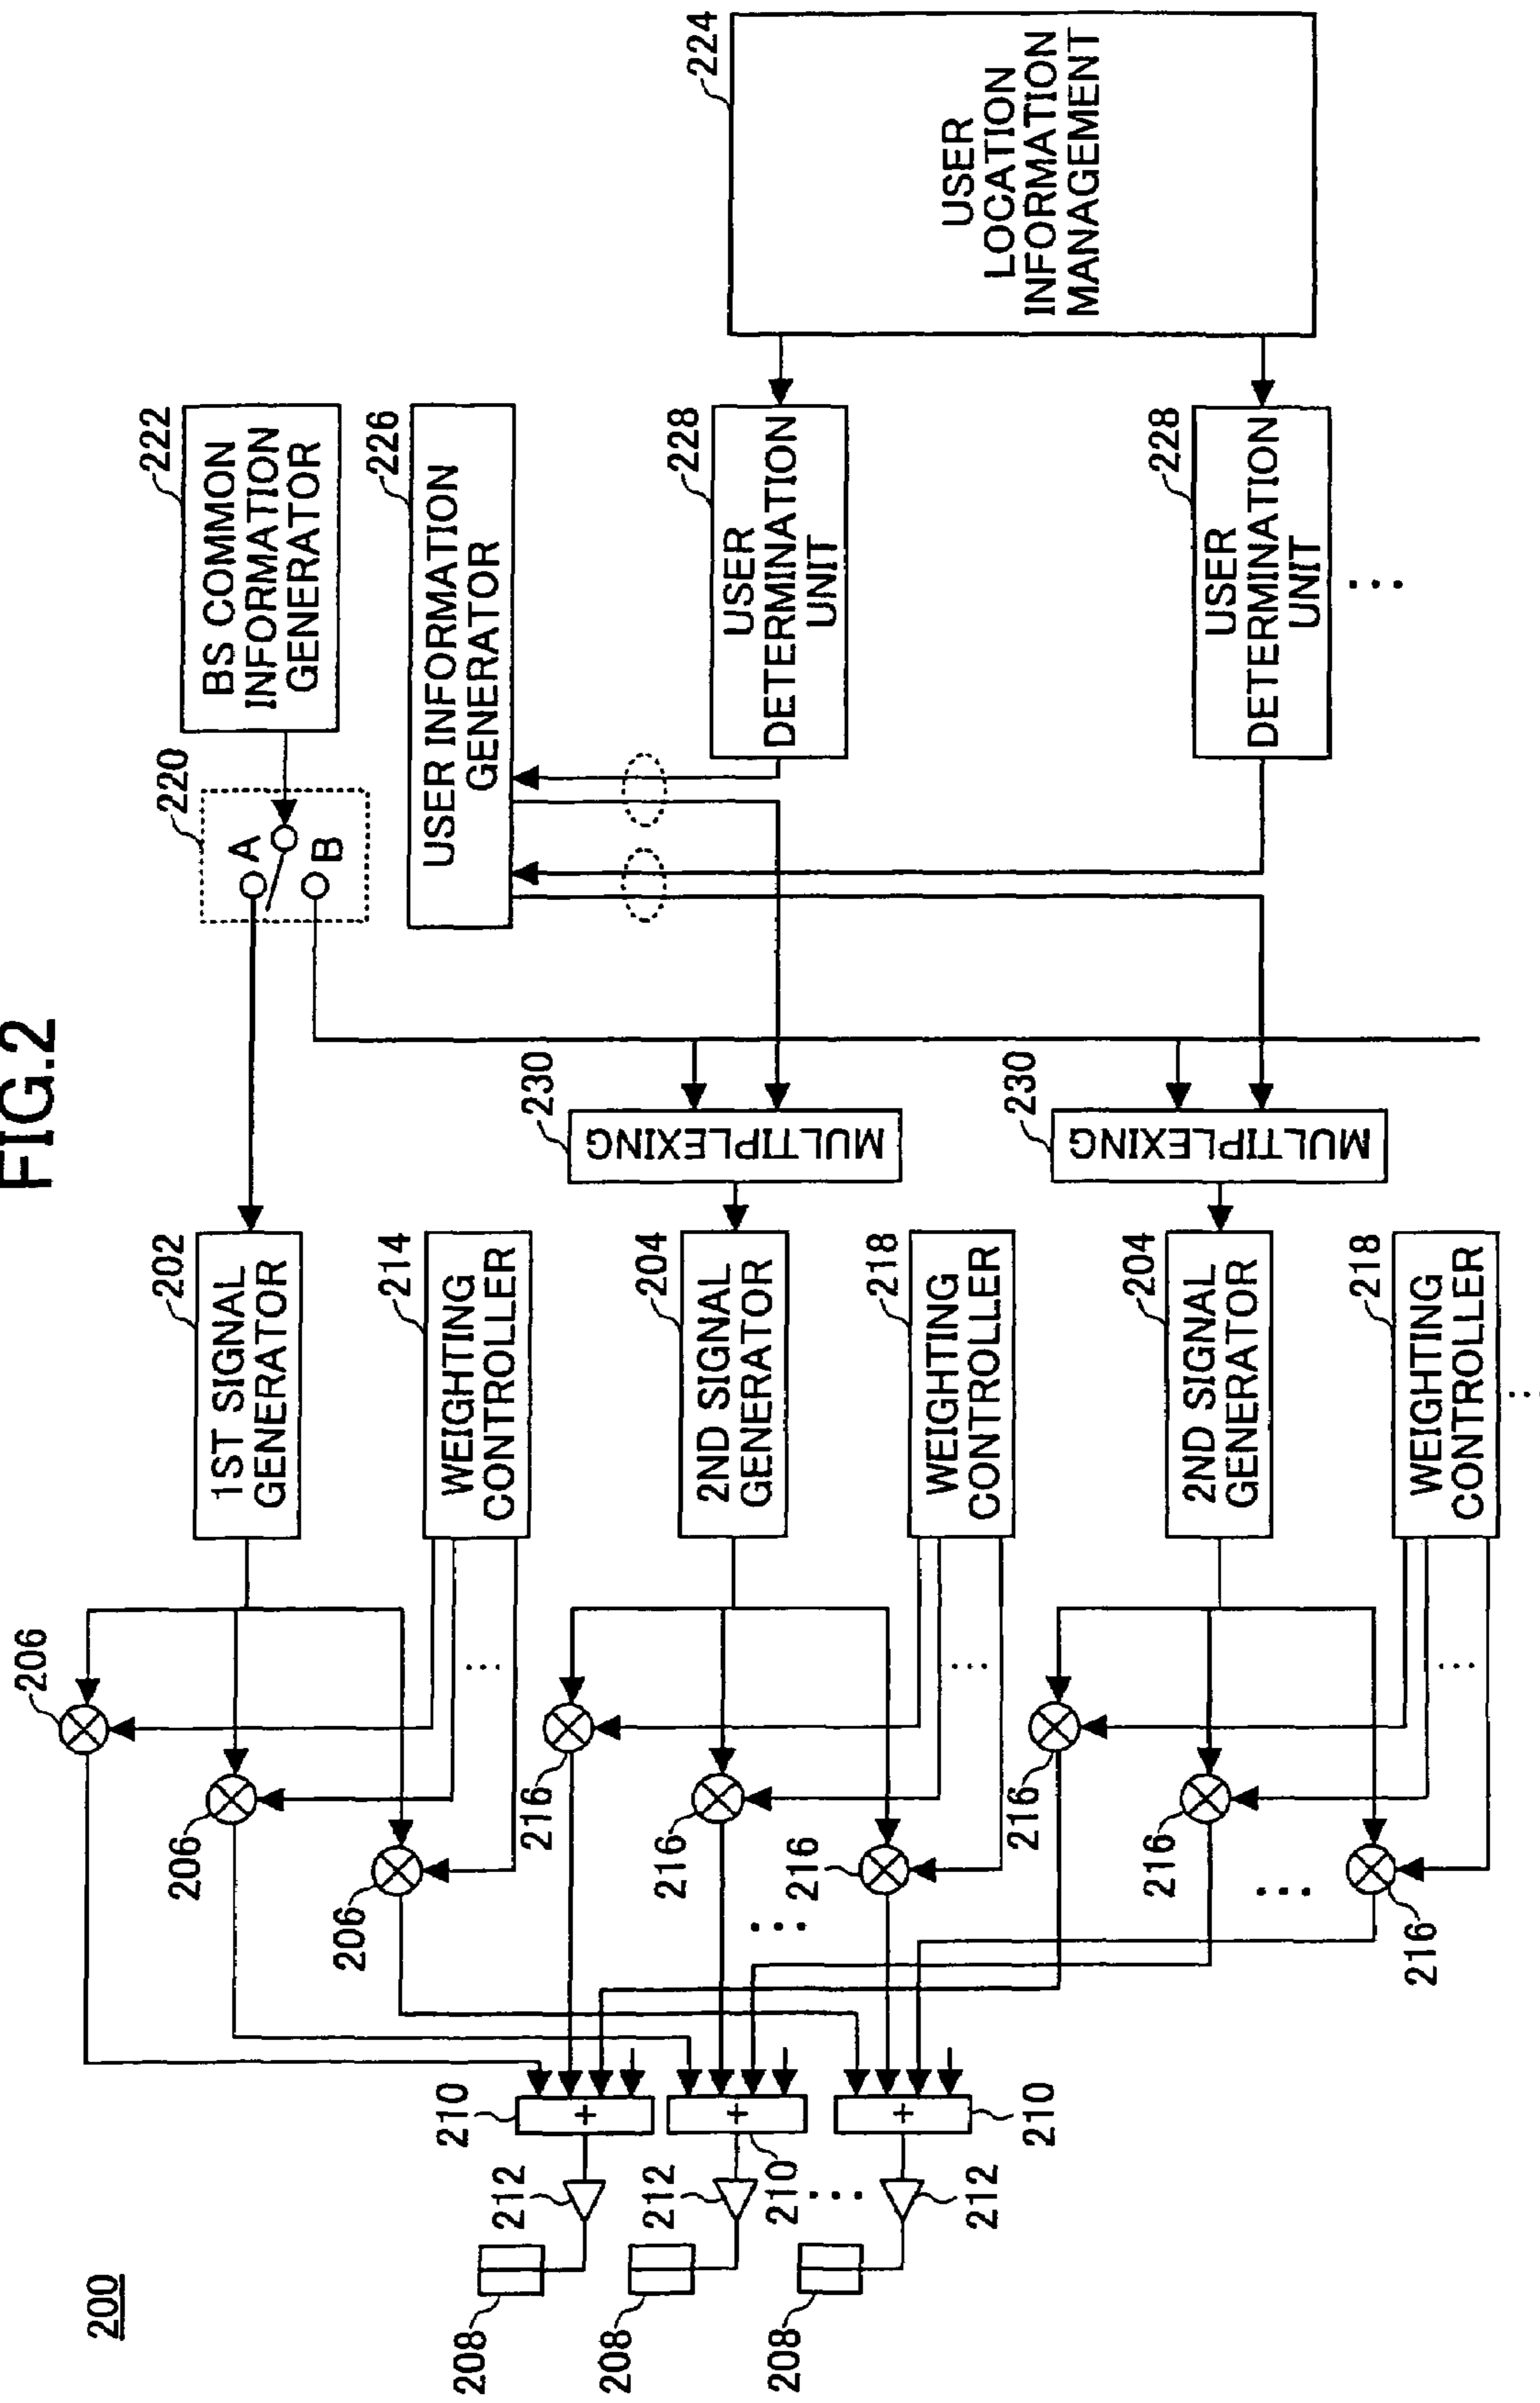 FIG.2
200
208
208
208
212
212
212
210
210
210
206
206
206
216
216
216
216
216
216
+
+
+
202
1ST SIGNAL
GENERATOR
214
WEIGHTING
CONTROLLER
204
2ND SIGNAL
GENERATOR
218
WEIGHTING
CONTROLLER
204
2ND SIGNAL
GENERATOR
218
WEIGHTING
CONTROLLER
230
MULTIPLEXING
230
MULTIPLEXING
220
A
B
222
BS COMMON
INFORMATION
GENERATOR
226
USER INFORMATION
GENERATOR
228
USER
DETERMINATION
UNIT
228
USER
DETERMINATION
UNIT
224
USER
LOCATION
INFORMATION
MANAGEMENT